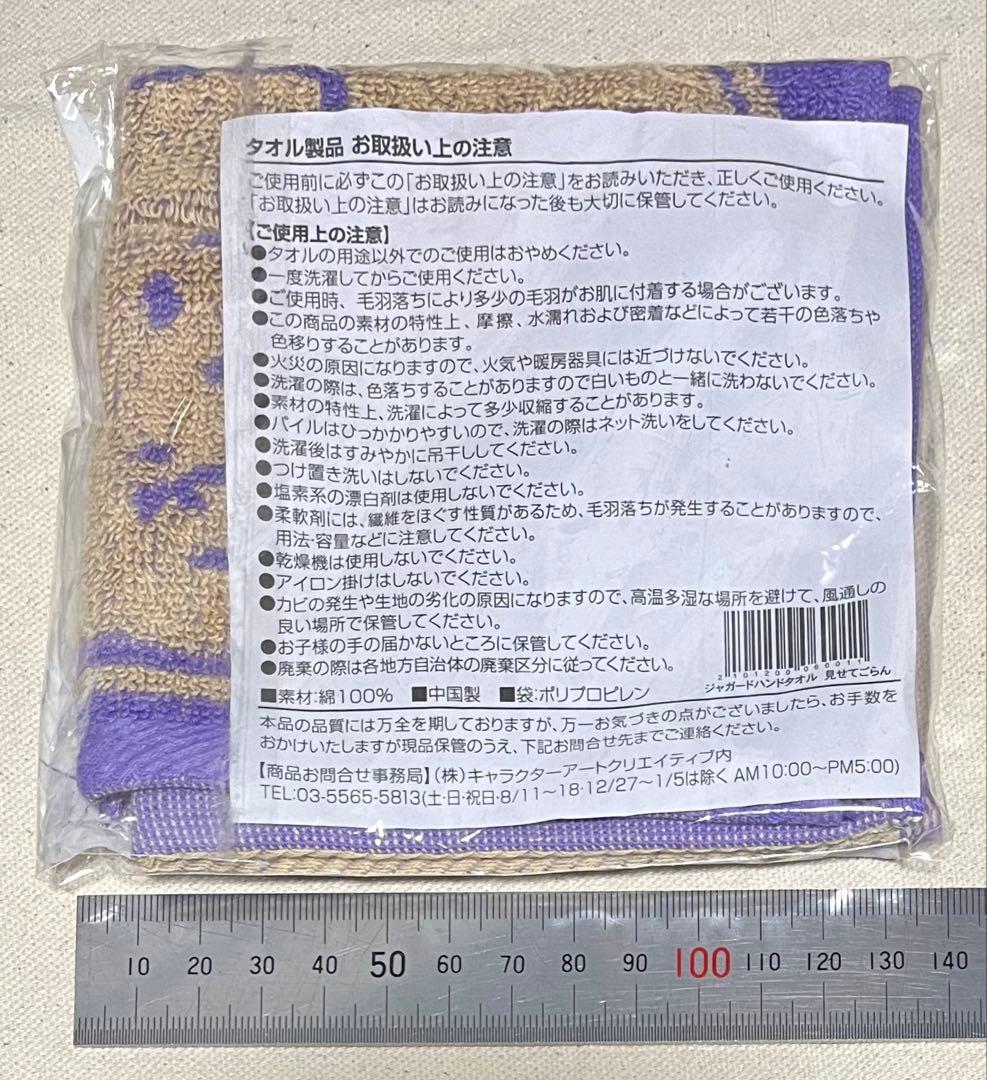 タオル製品 お取扱い上の注意
ご使用前に必ずこの「お取扱い上の注意」をお読みいただき、正しくご使用ください。
「お取扱い上の注意」はお読みになった後も大切に保管してください。
【ご使用上の注意】
●タオルの用途以外でのご使用はおやめください。
●一度洗濯してからご使用ください。
●ご使用時、毛羽落ちにより多少の毛羽がお肌に付着する場合がございます。
●この商品の素材の特性上、摩擦、水濡れおよび密着などによって若干の色落ちや
色移りすることがあります。
●火災の原因になりますので、火気や暖房器具には近づけないでください。
●洗濯の際は、色落ちすることがありますので白いものと一緒に洗わないでください。
●素材の特性上、洗濯によって多少収縮することがあります。
●パイルはひっかかりやすいので、洗濯の際はネット洗いをしてください。
●洗濯後はすみやかに吊干ししてください。
●つけ置き洗いはしないでください。
●塩素系の漂白剤は使用しないでください。
●柔軟剤には、繊維をほぐす性質があるため、毛羽落ちが発生することがありますので、
用法・容量などに注意してください。
●乾燥機は使用しないでください。
●アイロン掛けはしないでください。
●カビの発生や生地の劣化の原因になりますので、高温多湿な場所を避けて、風通しの
良い場所で保管してください。
●お子様の手の届かないところに保管してください。
●廃棄の際は各地方自治体の廃棄区分に従ってください。
2101200060011
ジャガードハンドタオル 見せてごらん
■素材:綿100% ■中国製 ■袋:ポリプロピレン
本品の品質には万全を期しておりますが、万一お気づきの点がございましたら、お手数を
おかけいたしますが現品保管のうえ、下記お問合せ先までご連絡ください。
【商品お問合せ事務局】(株)キャラクターアートクリエイティブ内
TEL:03-5565-5813(土・日・祝日・8/11~18・12/27~1/5は除く AM10:00~PM5:00)
10 20 30 40 50 60 70 80 90 100 110 120 130 140